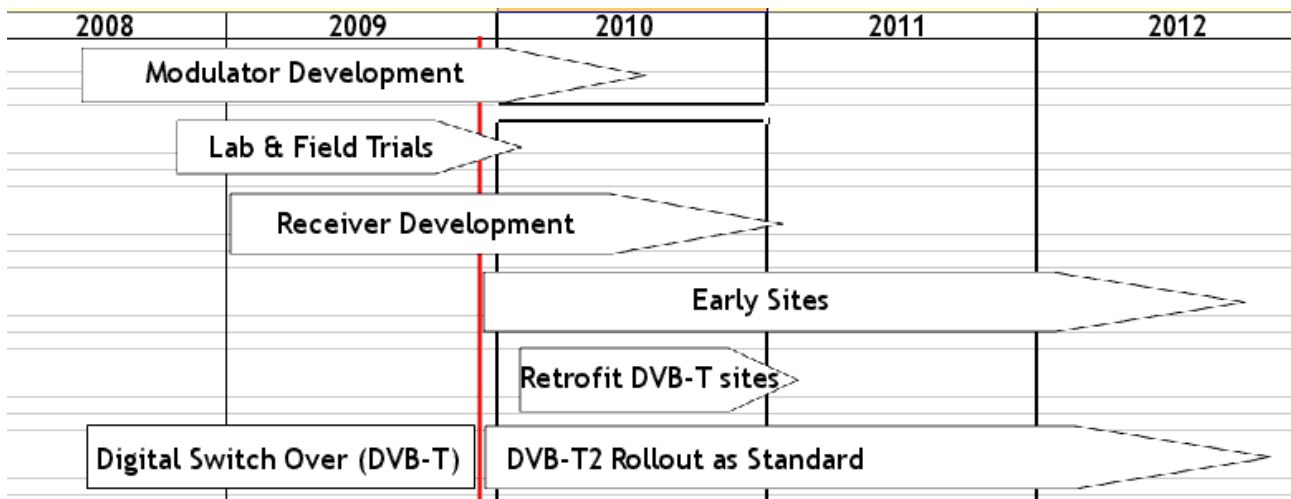 2008 2009 2010 2011 2012
Modulator Development
Lab & Field Trials
Receiver Development
Early Sites
Retrofit DVB-T sites
Digital Switch Over (DVB-T) DVB-T2 Rollout as Standard